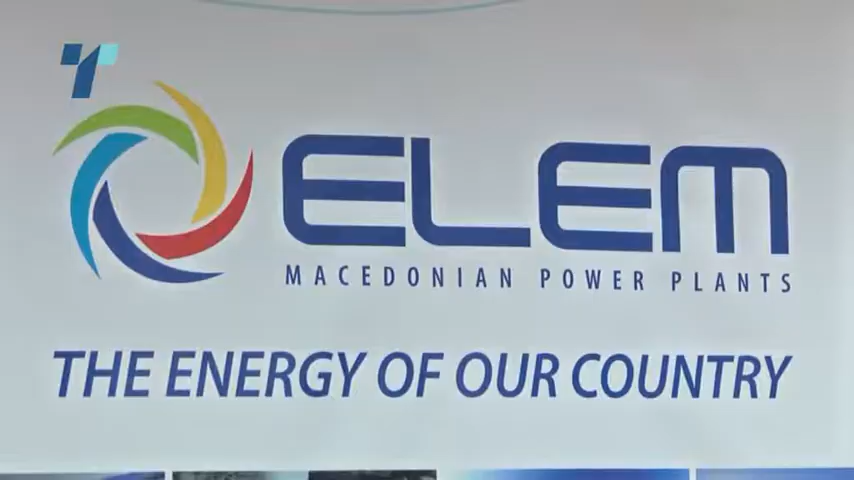 ELEM
MACEDONIAN POWER PLANTS
THE ENERGY OF OUR COUNTRY